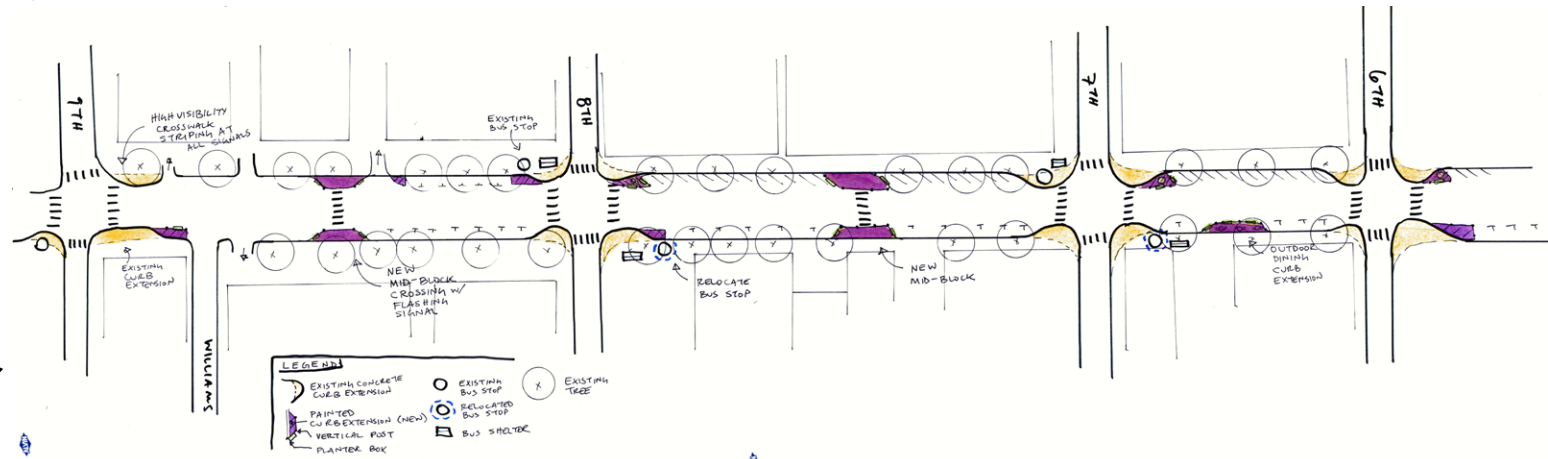 9TH
8TH
7TH
6TH
HIGH VISIBILITY
CROSSWALK
STRIPING AT
ALL SIGNALS
EXISTING
BUS STOP
EXISTING
CURB
EXTENSION
NEW
MID-BLOCK
CROSSING W/
FLASHING
SIGNAL
RELOCATE
BUS STOP
NEW
MID-BLOCK
OUTDOOR
DINING
CURB
EXTENSION
WILLIAMS
LEGEND
EXISTING CONCRETE
CURB EXTENSION
PAINTED
CURB EXTENSION (NEW)
VERTICAL POST
PLANTER BOX
EXISTING
BUS STOP
RELOCATED
BUS STOP
BUS SHELTER
EXISTING
TREE